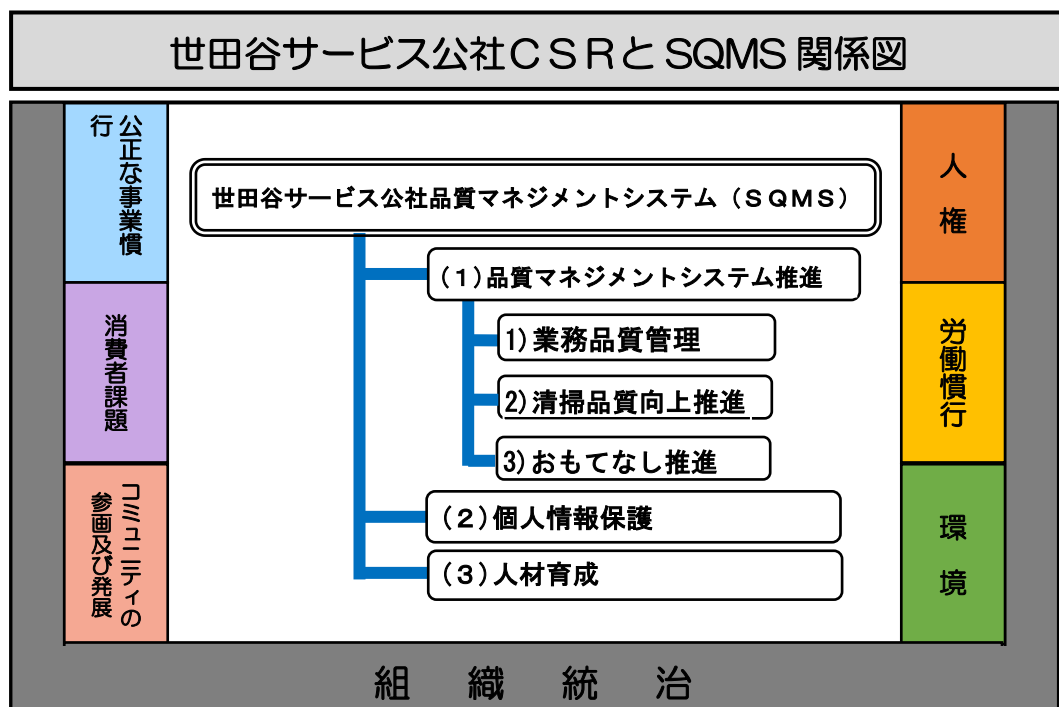 世田谷サービス公社ＣＳＲとSQMS関係図
公正な事業慣
行
消費者課題
コミュニティの
参画及び発展
世田谷サービス公社品質マネジメントシステム（ＳＱＭＳ）
（１）品質マネジメントシステム推進
1)業務品質管理
2)清掃品質向上推進
3)おもてなし推進
（２）個人情報保護
（３）人材育成
人権
労働慣行
環境
組織統治